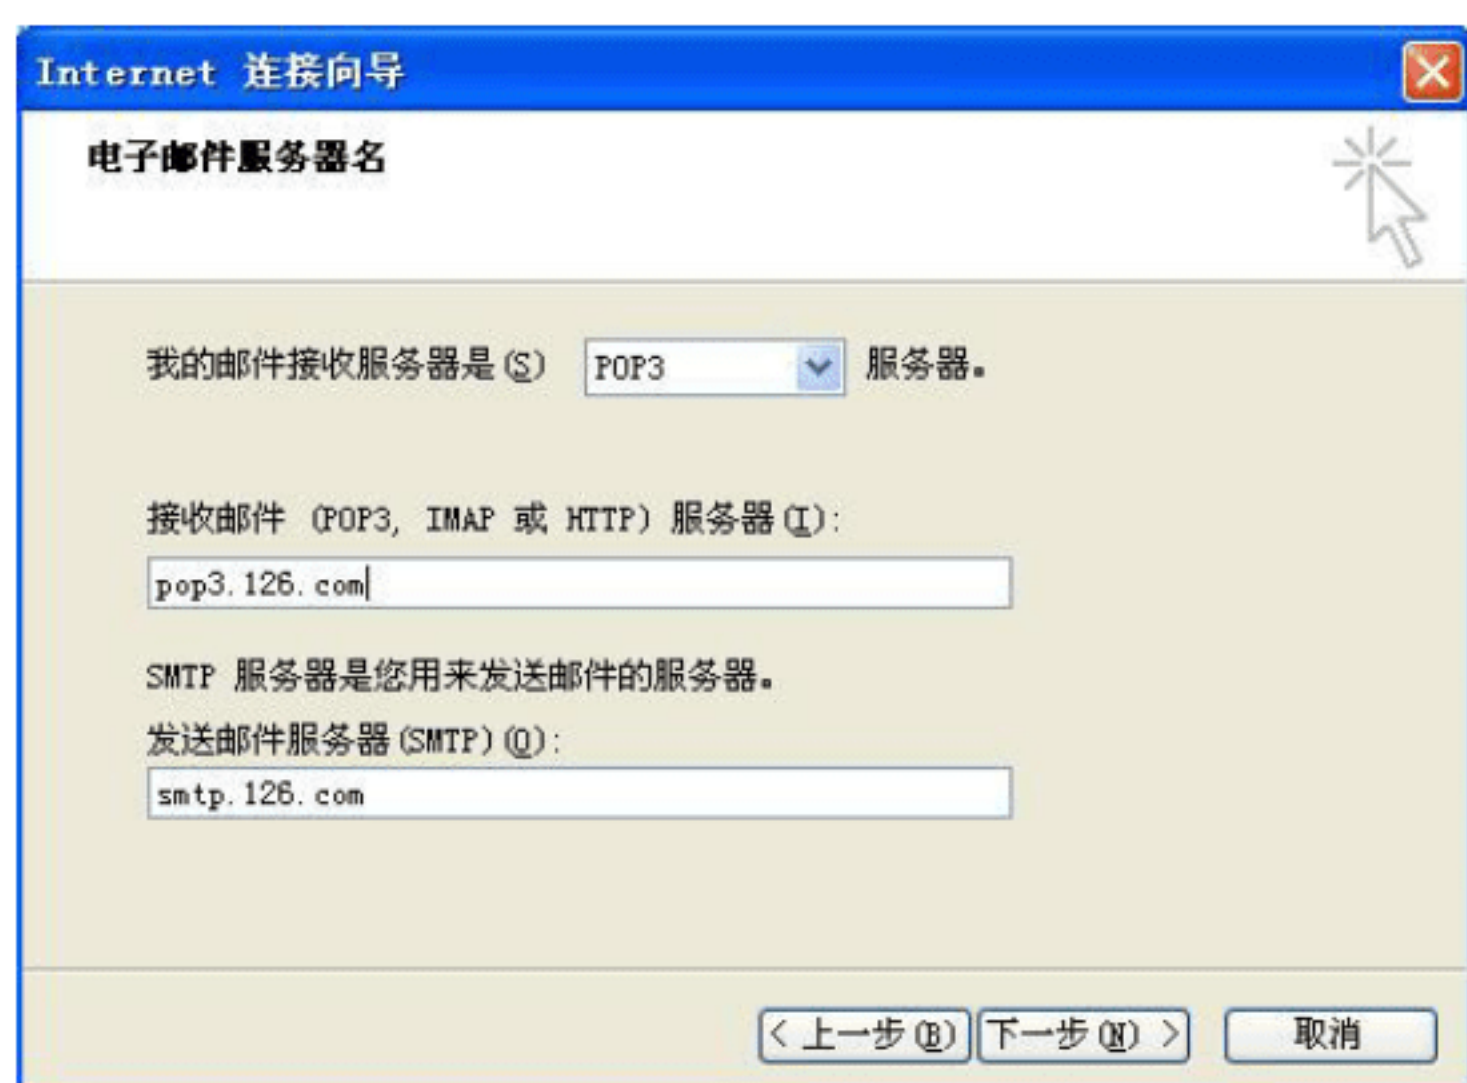 Internet 连接向导
电子邮件服务器名
我的邮件接收服务器是(S) POP3 服务器。
接收邮件 (POP3, IMAP 或 HTTP) 服务器(I):
pop3.126.com
SMTP 服务器是您用来发送邮件的服务器。
发送邮件服务器(SMTP)(O):
smtp.126.com
< 上一步(B) 下一步(N) > 取消